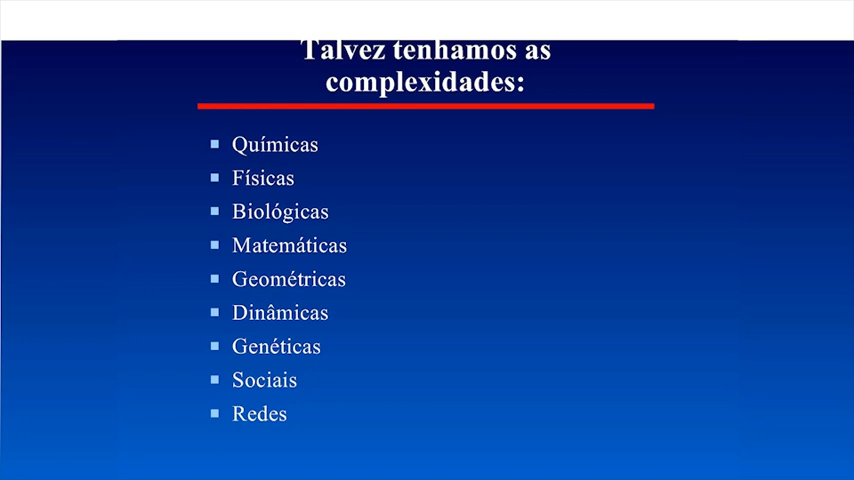 Talvez tenhamos as
complexidades:
Químicas
Físicas
Biológicas
Matemáticas
Geométricas
Dinâmicas
Genéticas
Sociais
Redes